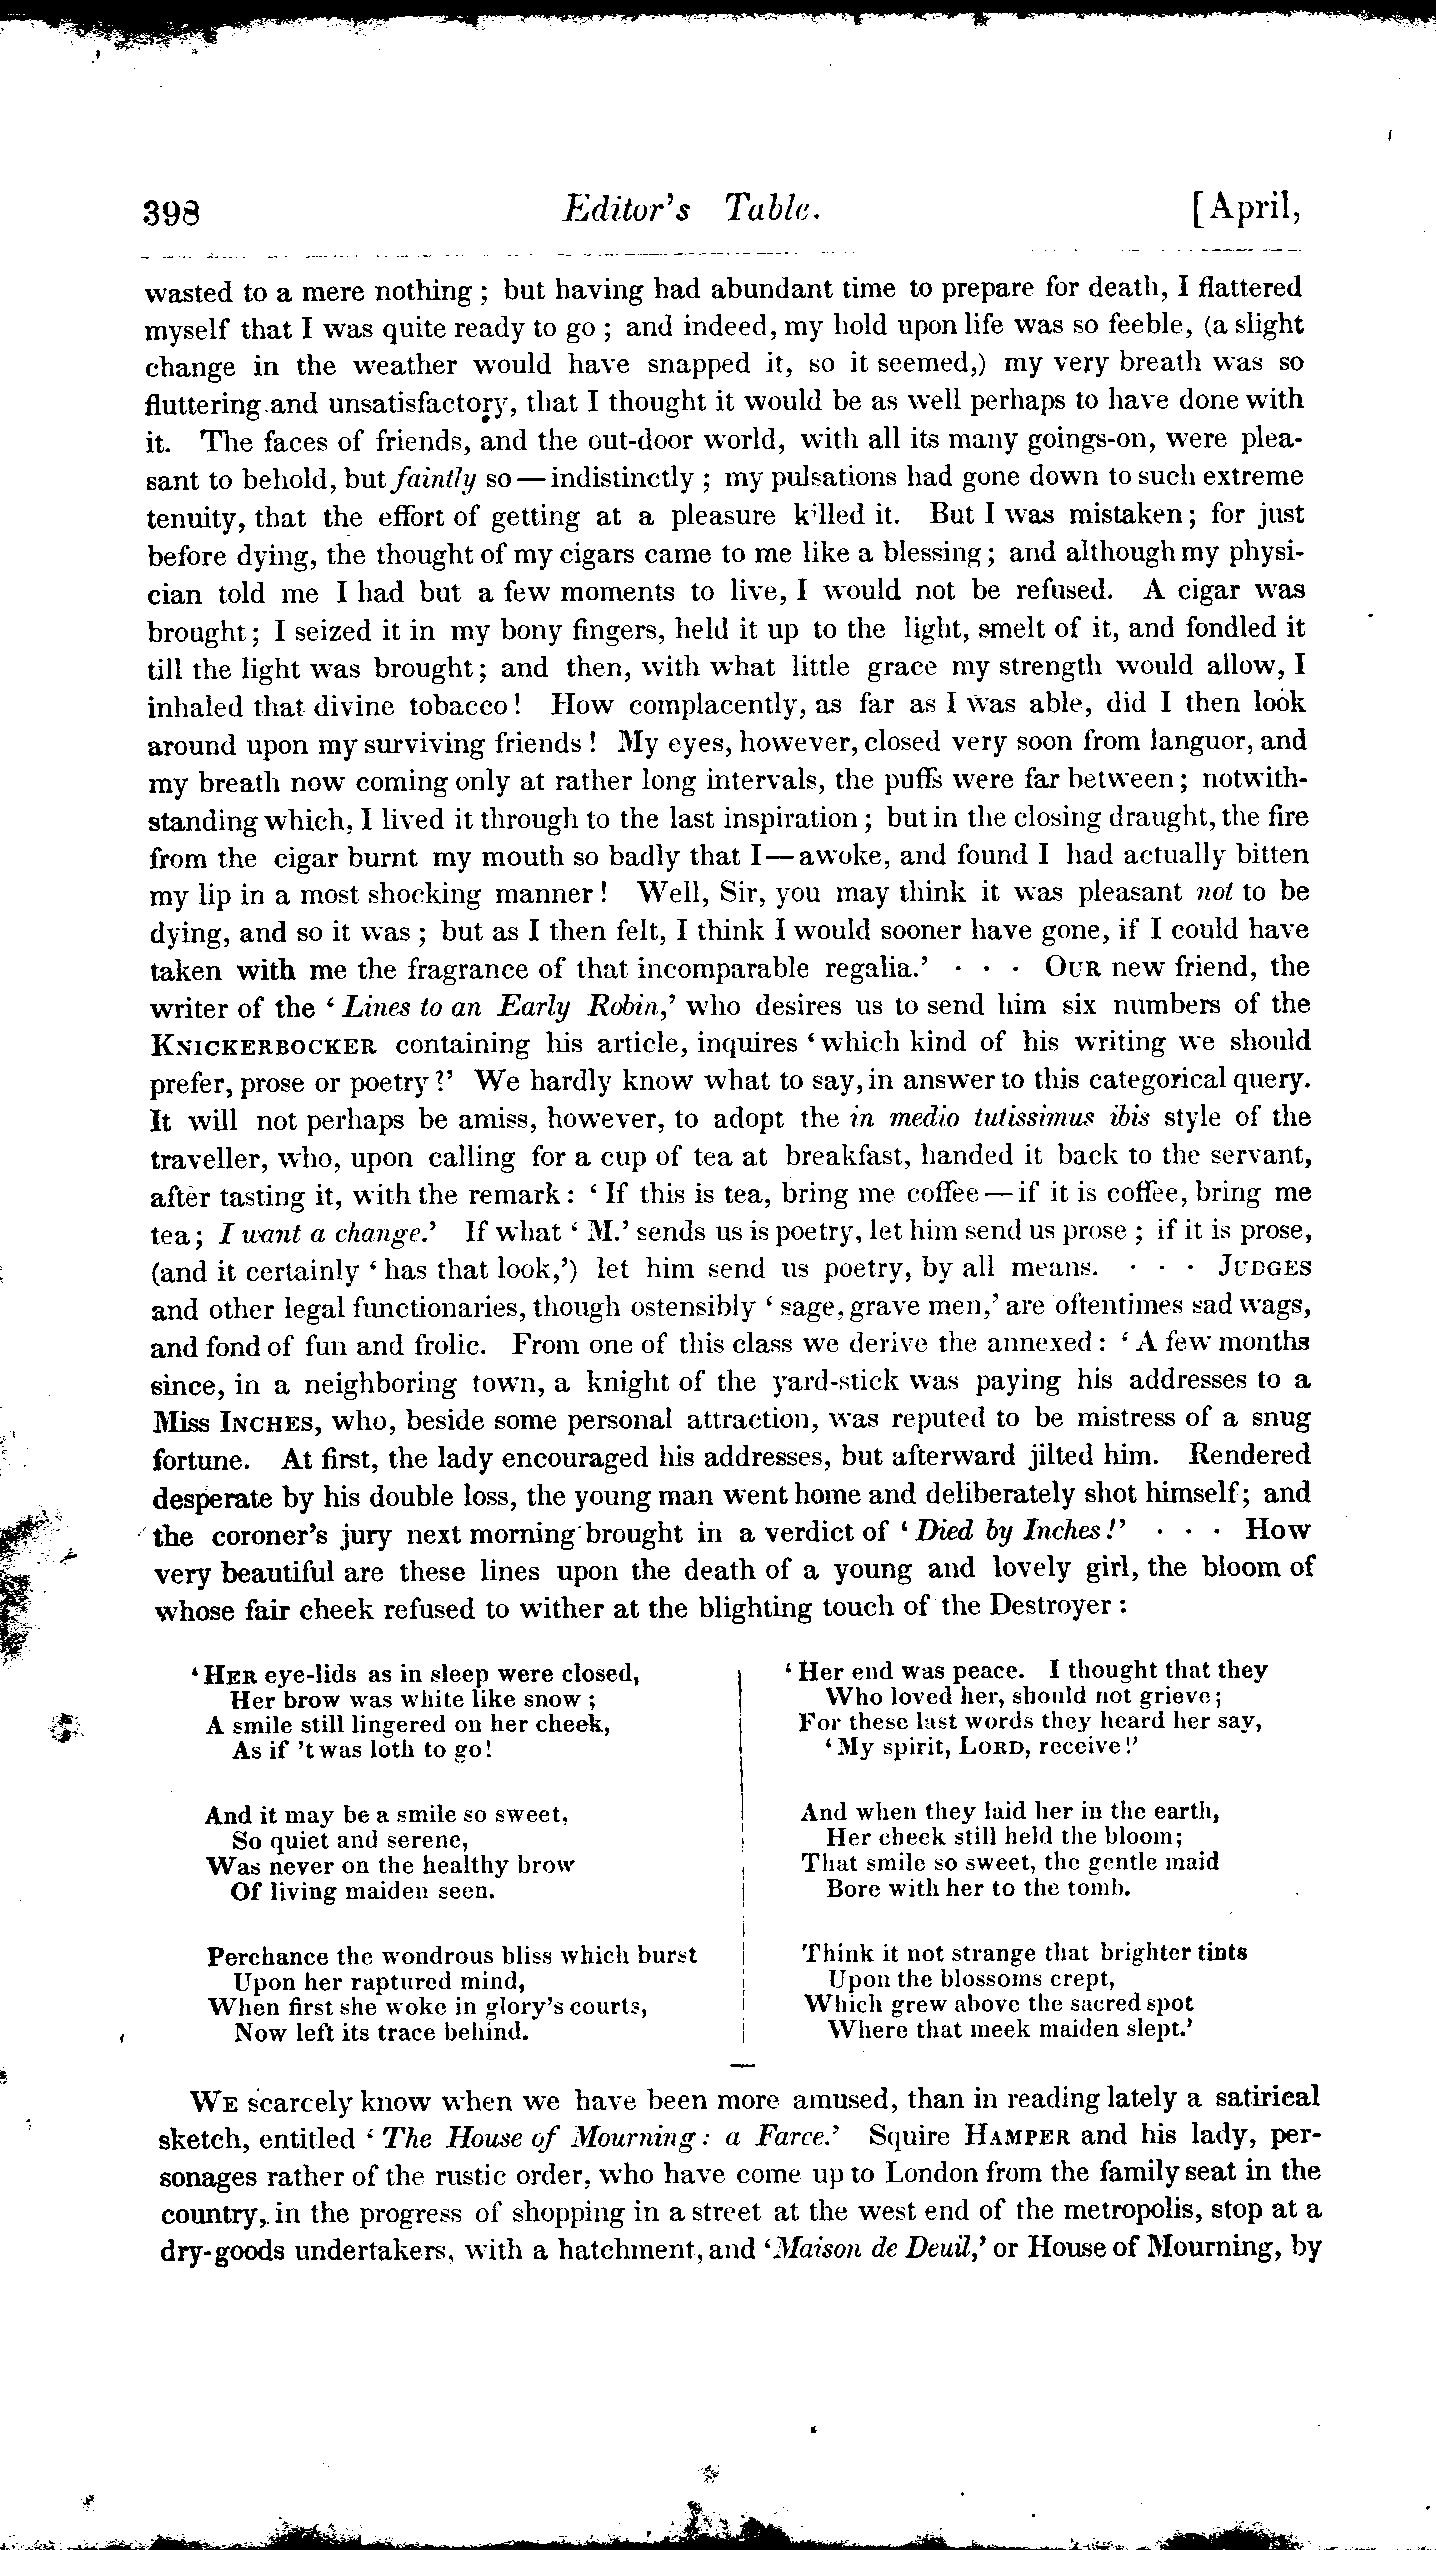 398 Editor's Table. [April,
wasted to a mere nothing ; but having had abundant time to prepare for death, I flattered
myself that I was quite ready to go ; and indeed, my hold upon life was so feeble, (a slight
change in the weather would have snapped it, so it seemed,) my very breath was so
fluttering and unsatisfactory, that I thought it would be as well perhaps to have done with
it. The faces of friends, and the out-door world, with all its many goings-on, were plea-
sant to behold, but faintly so — indistinctly ; my pulsations had gone down to such extreme
tenuity, that the effort of getting at a pleasure killed it. But I was mistaken; for just
before dying, the thought of my cigars came to me like a blessing; and although my physi-
cian told me I had but a few moments to live, I would not be refused. A cigar was
brought; I seized it in my bony fingers, held it up to the light, smelt of it, and fondled it
till the light was brought; and then, with what little grace my strength would allow, I
inhaled that divine tobacco! How complacently, as far as I was able, did I then look
around upon my surviving friends! My eyes, however, closed very soon from languor, and
my breath now coming only at rather long intervals, the puffs were far between; notwith-
standing which, I lived it through to the last inspiration; but in the closing draught, the fire
from the cigar burnt my mouth so badly that I — awoke, and found I had actually bitten
my lip in a most shocking manner! Well, Sir, you may think it was pleasant not to be
dying, and so it was ; but as I then felt, I think I would sooner have gone, if I could have
taken with me the fragrance of that incomparable regalia.' · · · OUR new friend, the
writer of the 'Lines to an Early Robin,' who desires us to send him six numbers of the
KNICKERBOCKER containing his article, inquires 'which kind of his writing we should
prefer, prose or poetry?' We hardly know what to say, in answer to this categorical query.
It will not perhaps be amiss, however, to adopt the in medio tutissimus ibis style of the
traveller, who, upon calling for a cup of tea at breakfast, handed it back to the servant,
after tasting it, with the remark: 'If this is tea, bring me coffee — if it is coffee, bring me
tea; I want a change.' If what 'M.' sends us is poetry, let him send us prose ; if it is prose,
(and it certainly 'has that look,') let him send us poetry, by all means. · · · JUDGES
and other legal functionaries, though ostensibly 'sage, grave men,' are oftentimes sad wags,
and fond of fun and frolic. From one of this class we derive the annexed: 'A few months
since, in a neighboring town, a knight of the yard-stick was paying his addresses to a
Miss INCHES, who, beside some personal attraction, was reputed to be mistress of a snug
fortune. At first, the lady encouraged his addresses, but afterward jilted him. Rendered
desperate by his double loss, the young man went home and deliberately shot himself; and
the coroner's jury next morning brought in a verdict of 'Died by Inches!' · · · How
very beautiful are these lines upon the death of a young and lovely girl, the bloom of
whose fair cheek refused to wither at the blighting touch of the Destroyer :
'HER eye-lids as in sleep were closed,
Her brow was white like snow ;
A smile still lingered on her cheek,
As if 't was loth to go!
And it may be a smile so sweet,
So quiet and serene,
Was never on the healthy brow
Of living maiden seen.
Perchance the wondrous bliss which burst
Upon her raptured mind,
When first she woke in glory's courts,
Now left its trace behind.
'Her end was peace. I thought that they
Who loved her, should not grieve;
For these last words they heard her say,
'My spirit, LORD, receive!'
And when they laid her in the earth,
Her cheek still held the bloom;
That smile so sweet, the gentle maid
Bore with her to the tomb.
Think it not strange that brighter tints
Upon the blossoms crept,
Which grew above the sacred spot
Where that meek maiden slept.'
WE scarcely know when we have been more amused, than in reading lately a satirical
sketch, entitled 'The House of Mourning: a Farce.' Squire HAMPER and his lady, per-
sonages rather of the rustic order, who have come up to London from the family seat in the
country, in the progress of shopping in a street at the west end of the metropolis, stop at a
dry-goods undertakers, with a hatchment, and 'Maison de Deuil,' or House of Mourning, by